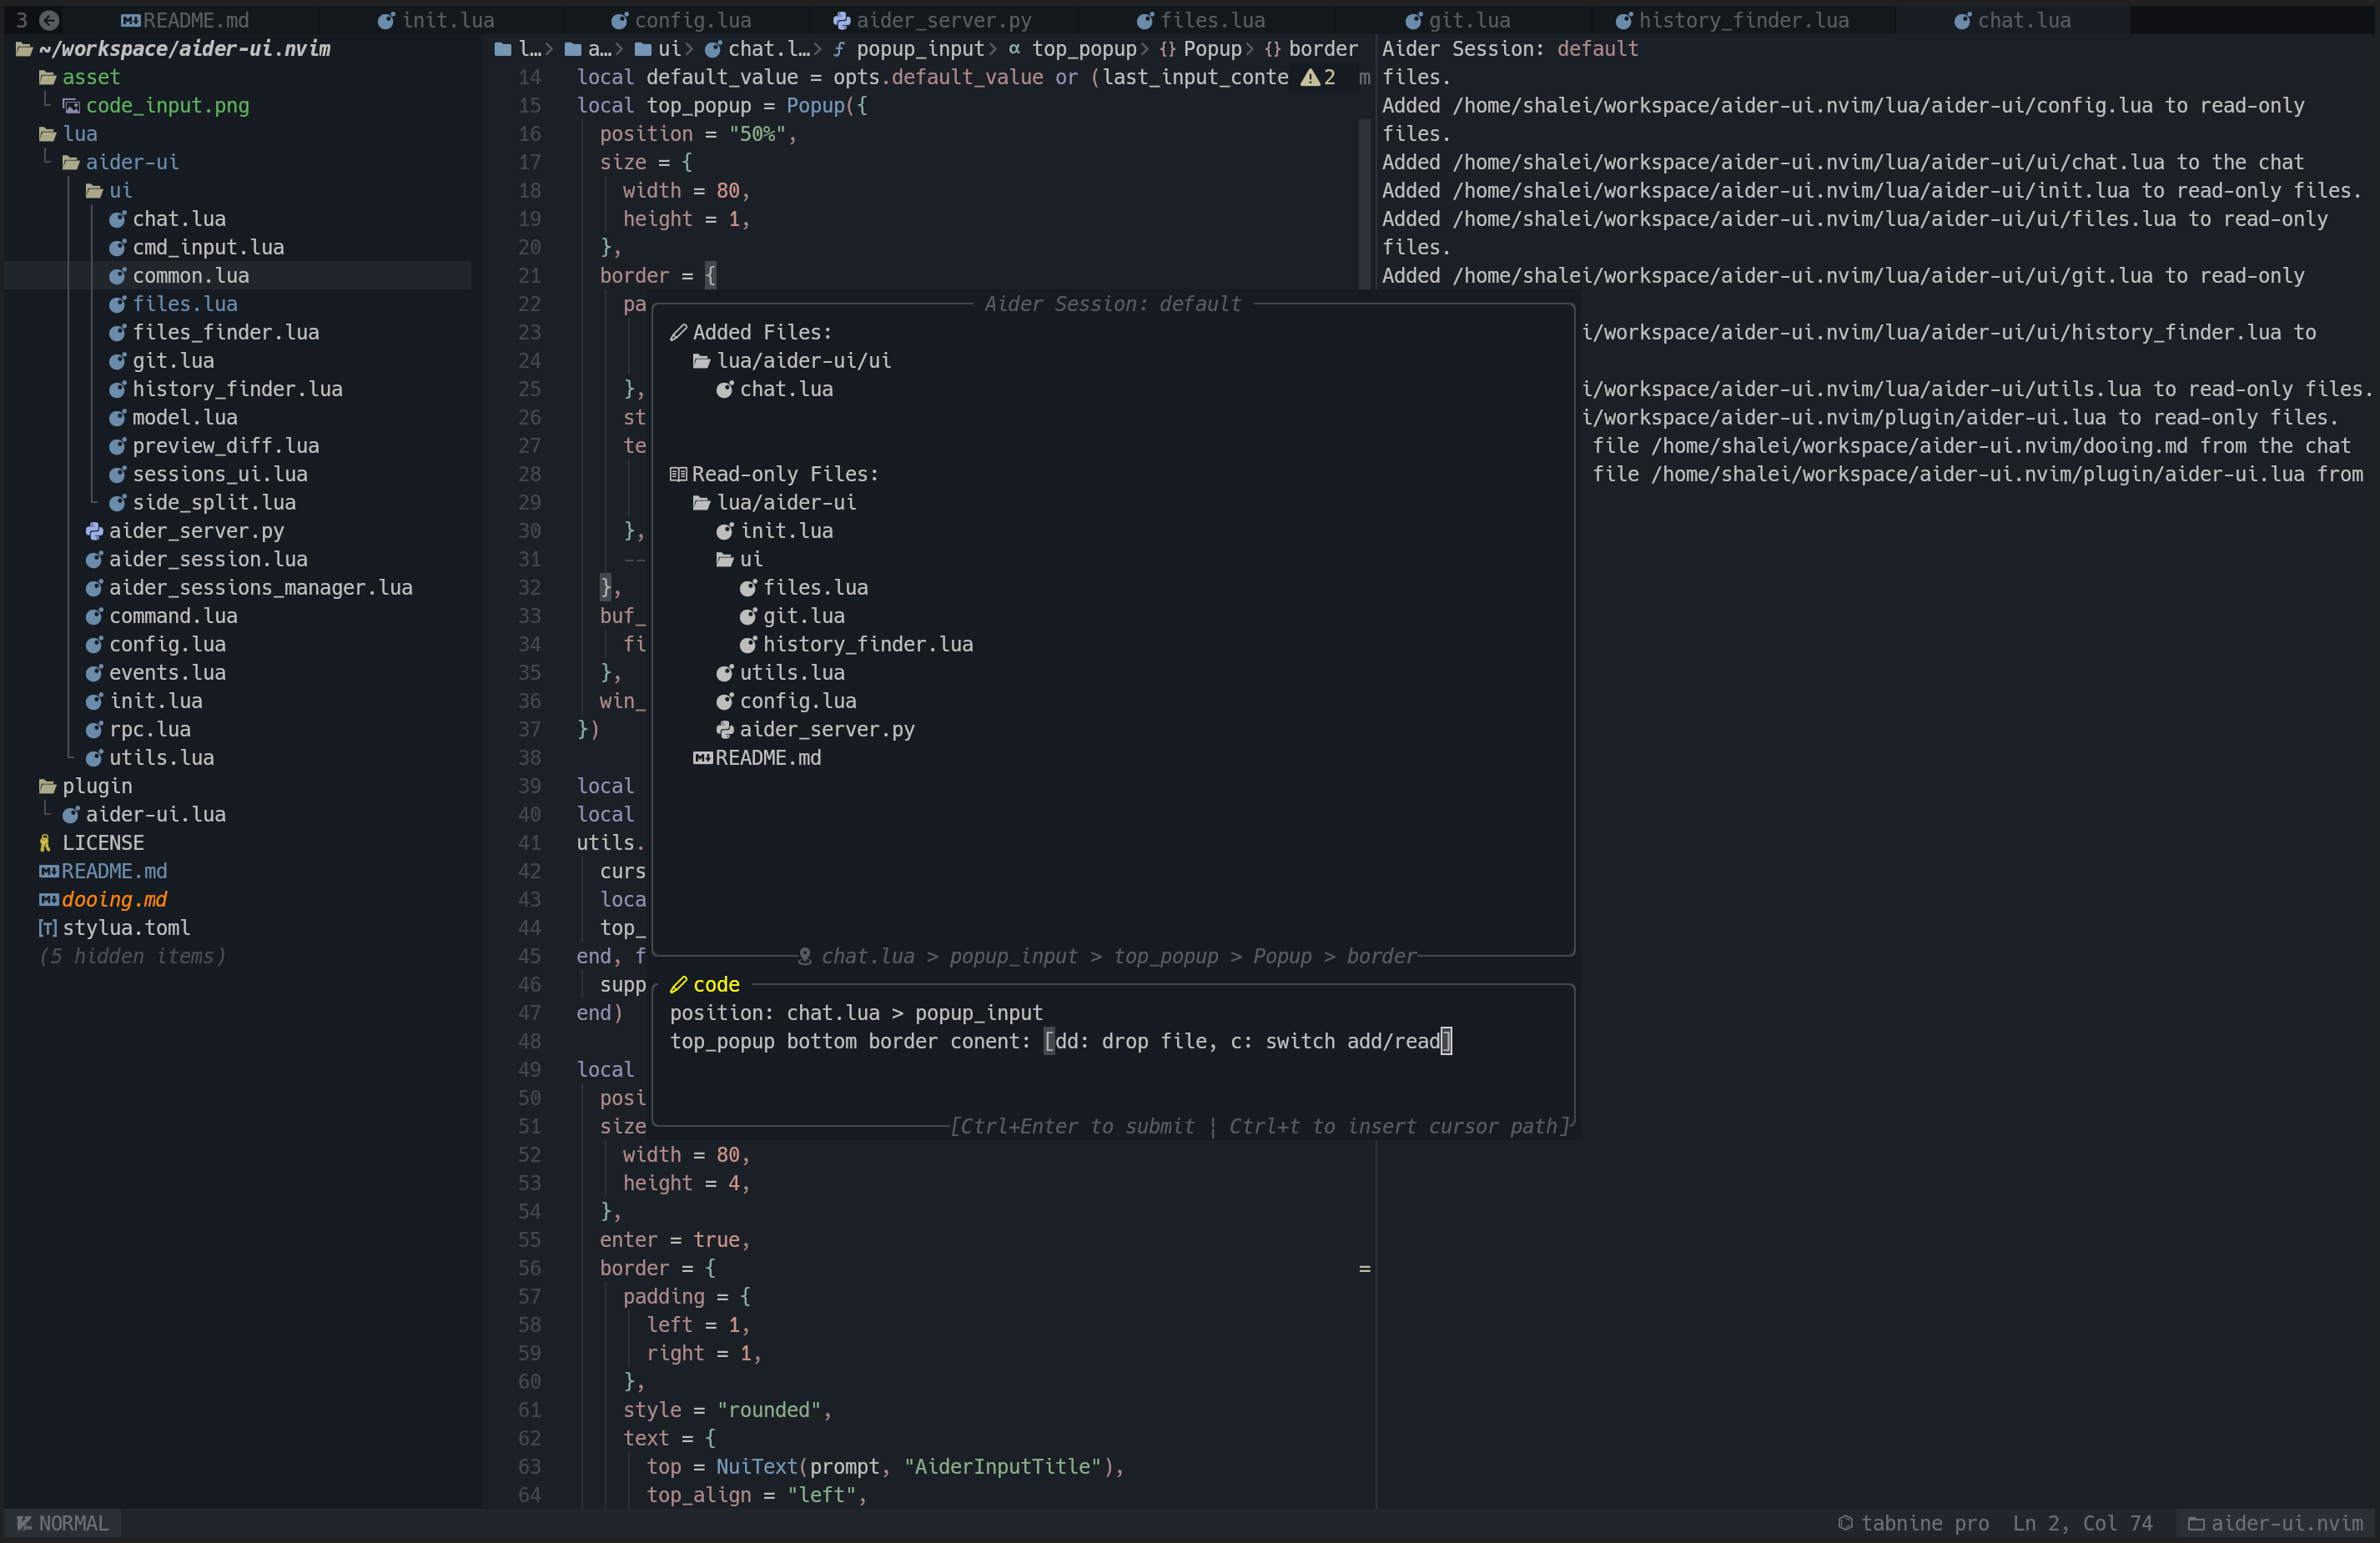 3 README.md init.lua config.lua aider_server.py files.lua git.lua history_finder.lua chat.lua
~/workspace/aider-ui.nvim
asset
code_input.png
lua
aider-ui
ui
chat.lua
cmd_input.lua
common.lua
files.lua
files_finder.lua
git.lua
history_finder.lua
model.lua
preview_diff.lua
sessions_ui.lua
side_split.lua
aider_server.py
aider_session.lua
aider_sessions_manager.lua
command.lua
config.lua
events.lua
init.lua
rpc.lua
utils.lua
plugin
aider-ui.lua
LICENSE
README.md
dooing.md
stylua.toml
(5 hidden items)
l…> a…> ui> chat.l…> ƒ popup_input> α top_popup> {} Popup> {} border
14 local default_value = opts.default_value or (last_input_conte 2 m
15 local top_popup = Popup({
16 position = "50%",
17 size = {
18 width = 80,
19 height = 1,
20 },
21 border = {
22 pa
23
24
25 },
26 st
27 te
28
29
30 },
31 --
32 },
33 buf_
34 fi
35 },
36 win_
37 })
38
39 local
40 local
41 utils.
42 curs
43 loca
44 top_
45 end, f
46 supp
47 end)
48
49 local
50 posi
51 size
52 width = 80,
53 height = 4,
54 },
55 enter = true,
56 border = { =
57 padding = {
58 left = 1,
59 right = 1,
60 },
61 style = "rounded",
62 text = {
63 top = NuiText(prompt, "AiderInputTitle"),
64 top_align = "left",
Aider Session: default
Added Files:
lua/aider-ui/ui
chat.lua
Read-only Files:
lua/aider-ui
init.lua
ui
files.lua
git.lua
history_finder.lua
utils.lua
config.lua
aider_server.py
README.md
chat.lua > popup_input > top_popup > Popup > border
code
position: chat.lua > popup_input
top_popup bottom border conent: [dd: drop file, c: switch add/read]
[Ctrl+Enter to submit | Ctrl+t to insert cursor path]
Aider Session: default
files.
Added /home/shalei/workspace/aider-ui.nvim/lua/aider-ui/config.lua to read-only
files.
Added /home/shalei/workspace/aider-ui.nvim/lua/aider-ui/ui/chat.lua to the chat
Added /home/shalei/workspace/aider-ui.nvim/lua/aider-ui/init.lua to read-only files.
Added /home/shalei/workspace/aider-ui.nvim/lua/aider-ui/ui/files.lua to read-only
files.
Added /home/shalei/workspace/aider-ui.nvim/lua/aider-ui/ui/git.lua to read-only
i/workspace/aider-ui.nvim/lua/aider-ui/ui/history_finder.lua to
i/workspace/aider-ui.nvim/lua/aider-ui/utils.lua to read-only files.
i/workspace/aider-ui.nvim/plugin/aider-ui.lua to read-only files.
file /home/shalei/workspace/aider-ui.nvim/dooing.md from the chat
file /home/shalei/workspace/aider-ui.nvim/plugin/aider-ui.lua from
NORMAL
tabnine pro Ln 2, Col 74 aider-ui.nvim